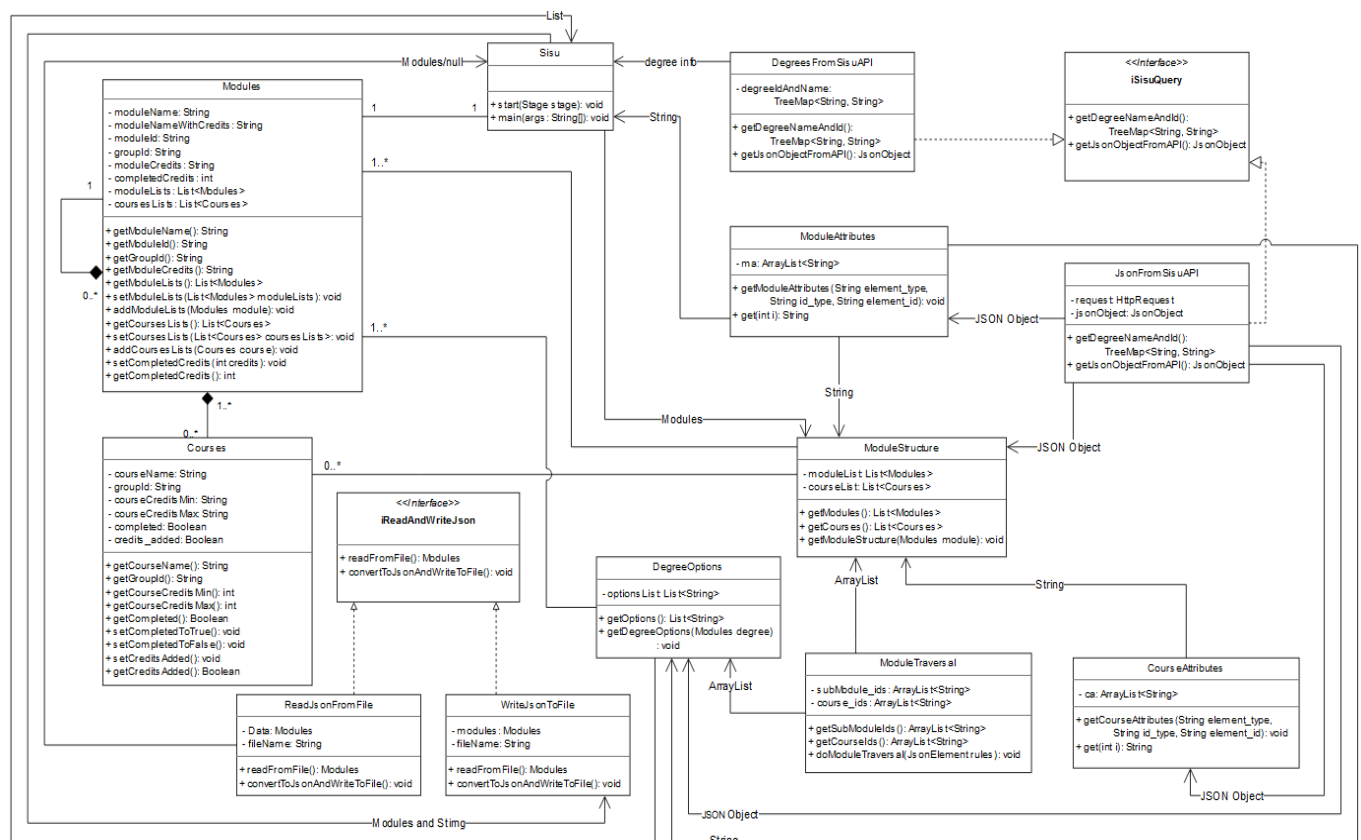 List
Sisu
+ start(Stage stage): void
+ main(args : String[]): void
Modules/null
degree info
String
DegreesFromSisuAPI
- degreeIdAndName:
TreeMap<String, String>
+ getDegreeNameAndId():
TreeMap<String, String>
+ getJsonObjectFromAPI(): JsonObject
<<Interface>>
iSisuQuery
+ getDegreeNameAndId():
TreeMap<String, String>
+ getJsonObjectFromAPI(): JsonObject
Modules
- moduleName: String
- moduleNameWithCredits: String
- moduleId: String
- groupId: String
- moduleCredits: String
- completedCredits: int
- moduleLists: List<Modules>
- coursesLists: List<Courses>
+ getModuleName(): String
+ getModuleId(): String
+ getGroupId(): String
+ getModuleCredits(): String
+ getModuleLists(): List<Modules>
+ setModuleLists(List<Modules> moduleLists): void
+ addModuleLists(Modules module): void
+ getCoursesLists(): List<Courses>
+ setCoursesLists(List<Courses> coursesLists>: void
+ addCoursesLists(Courses course): void
+ setCompletedCredits(int credits): void
+ getCompletedCredits(): int
1
1
1..*
1
0..*
1..*
1..*
0..*
ModuleAttributes
- ma: ArrayList<String>
+ getModuleAttributes(String element_type,
String id_type, String element_id): void
+ get(int i): String
JSON Object
JsonFromSisuAPI
- request: HttpRequest
- jsonObject: JsonObject
+ getDegreeNameAndId():
TreeMap<String, String>
+ getJsonObjectFromAPI(): JsonObject
String
Modules
JSON Object
Courses
- courseName: String
- groupId: String
- courseCreditsMin: String
- courseCreditsMax: String
- completed: Boolean
- credits_added: Boolean
+ getCourseName(): String
+ getGroupId(): String
+ getCourseCreditsMin(): int
+ getCourseCreditsMax(): int
+ getCompleted(): Boolean
+ setCompletedToTrue(): void
+ setCompletedToFalse(): void
+ setCreditsAdded(): void
+ getCreditsAdded(): Boolean
0..*
ModuleStructure
- moduleList: List<Modules>
- courseList: List<Courses>
+ getModules(): List<Modules>
+ getCourses(): List<Courses>
+ getModuleStructure(Modules module): void
<<Interface>>
iReadAndWriteJson
+ readFromFile(): Modules
+ convertToJsonAndWriteToFile(): void
DegreeOptions
- optionsList: List<String>
+ getOptions(): List<String>
+ getDegreeOptions(Modules degree)
: void
ArrayList
String
ArrayList
ModuleTraversal
- subModule_ids: ArrayList<String>
- course_ids: ArrayList<String>
+ getSubModuleIds(): ArrayList<String>
+ getCourseIds(): ArrayList<String>
+ doModuleTraversal(JsonElement rules): void
CourseAttributes
- ca: ArrayList<String>
+ getCourseAttributes(String element_type,
String id_type, String element_id): void
+ get(int i): String
ReadJsonFromFile
- Data: Modules
- fileName: String
+ readFromFile(): Modules
+ convertToJsonAndWriteToFile(): void
WriteJsonToFile
- modules: Modules
- fileName: String
+ readFromFile(): Modules
+ convertToJsonAndWriteToFile(): void
JSON Object
JSON Object
Modules and Stimg
String